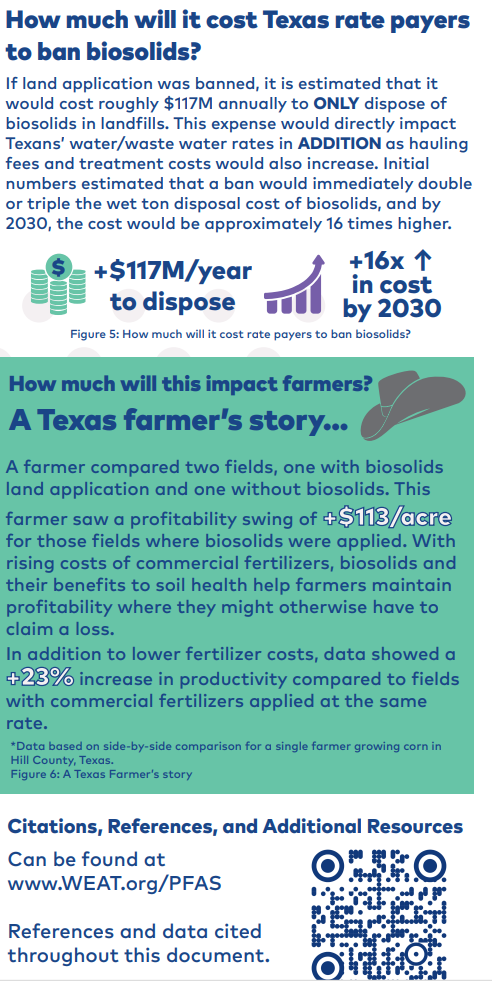 How much will it cost Texas rate payers
to ban biosolids?
If land application was banned, it is estimated that it
would cost roughly $117M annually to ONLY dispose of
biosolids in landfills. This expense would directly impact
Texans' water/waste water rates in ADDITION as hauling
fees and treatment costs would also increase. Initial
numbers estimated that a ban would immediately double
or triple the wet ton disposal cost of biosolids, and by
2030, the cost would be approximately 16 times higher.
$
+$117M/year
to dispose
+16x ↑
in cost
by 2030
Figure 5: How much will it cost rate payers to ban biosolids?
How much will this impact farmers?
A Texas farmer's story...
A farmer compared two fields, one with biosolids
land application and one without biosolids. This
farmer saw a profitability swing of +$113/acre
for those fields where biosolids were applied. With
rising costs of commercial fertilizers, biosolids and
their benefits to soil health help farmers maintain
profitability where they might otherwise have to
claim a loss.
In addition to lower fertilizer costs, data showed a
+23% increase in productivity compared to fields
with commercial fertilizers applied at the same
rate.
*Data based on side-by-side comparison for a single farmer growing corn in
Hill County, Texas.
Figure 6: A Texas Farmer's story
Citations, References, and Additional Resources
Can be found at
www.WEAT.org/PFAS
References and data cited
throughout this document.